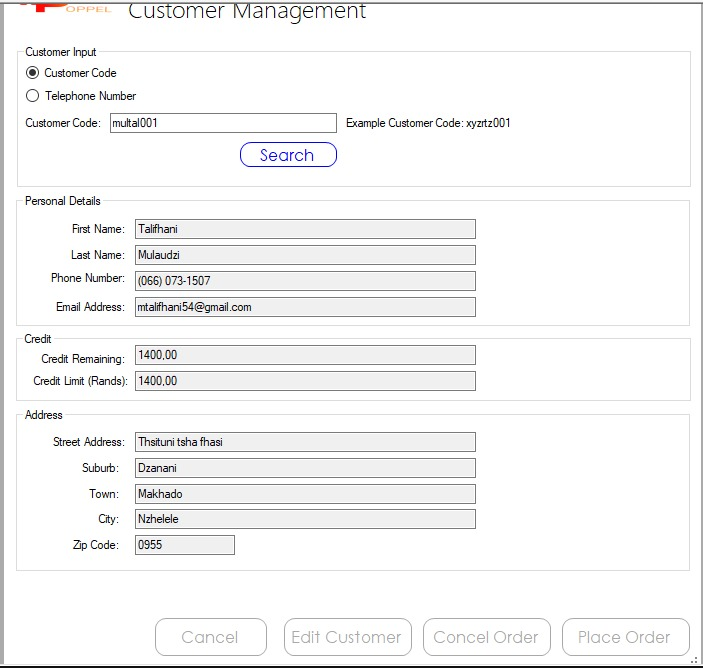 OPPEL Customer Management
Customer Input
Customer Code
Telephone Number
Customer Code: multal001 Example Customer Code: xyzrtz001
Search
Personal Details
First Name: Talifhani
Last Name: Mulaudzi
Phone Number: (066) 073-1507
Email Address: mtalifhani54@gmail.com
Credit
Credit Remaining: 1400,00
Credit Limit (Rands): 1400,00
Address
Street Address: Thsituni tsha fhasi
Suburb: Dzanani
Town: Makhado
City: Nzhelele
Zip Code: 0955
Cancel Edit Customer Concel Order Place Order